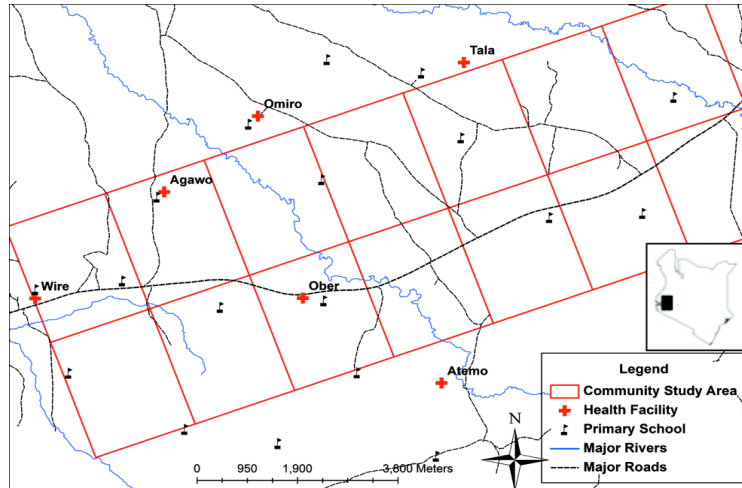 Tala
Omiro
Agawo
Wire
Ober
Atemo
N
0 950 1,900 3,800 Meters
Legend
Community Study Area
Health Facility
Primary School
Major Rivers
Major Roads